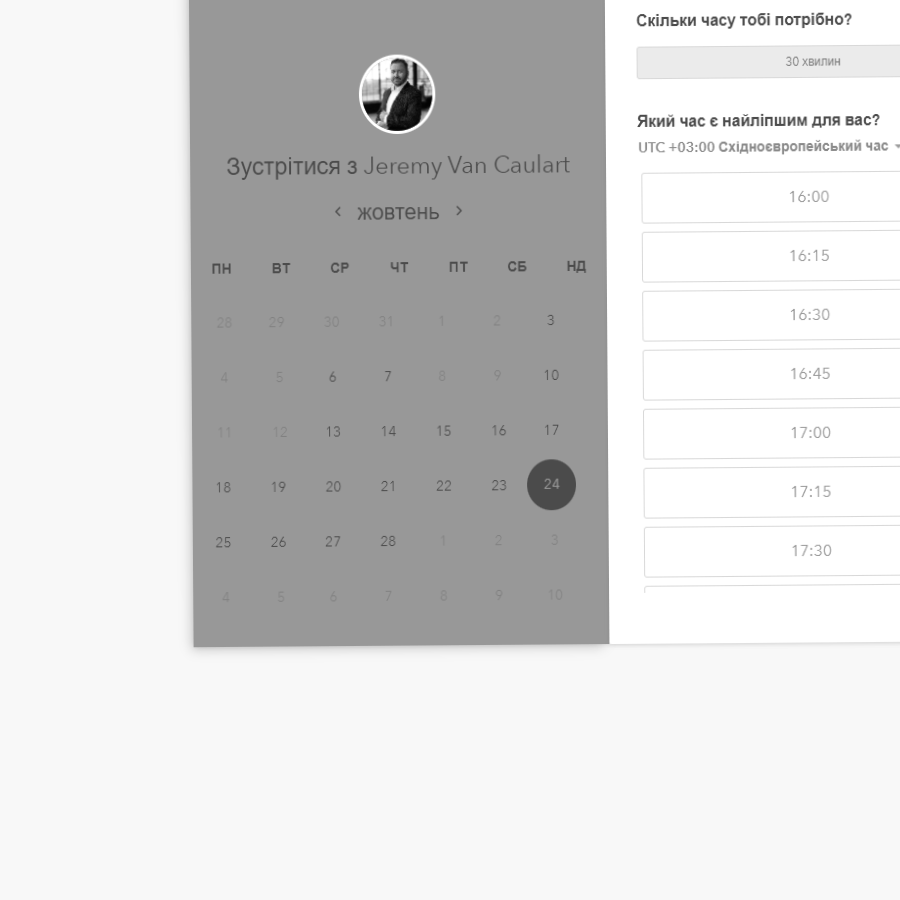 Зустрітися з Jeremy Van Caulart
‹ жовтень ›
ПН ВТ СР ЧТ ПТ СБ НД
28 29 30 31 1 2 3
4 5 6 7 8 9 10
11 12 13 14 15 16 17
18 19 20 21 22 23 24
25 26 27 28 1 2 3
4 5 6 7 8 9 10
Скільки часу тобі потрібно?
30 хвилин
Який час є найліпшим для вас?
UTC +03:00 Східноєвропейський час
16:00
16:15
16:30
16:45
17:00
17:15
17:30